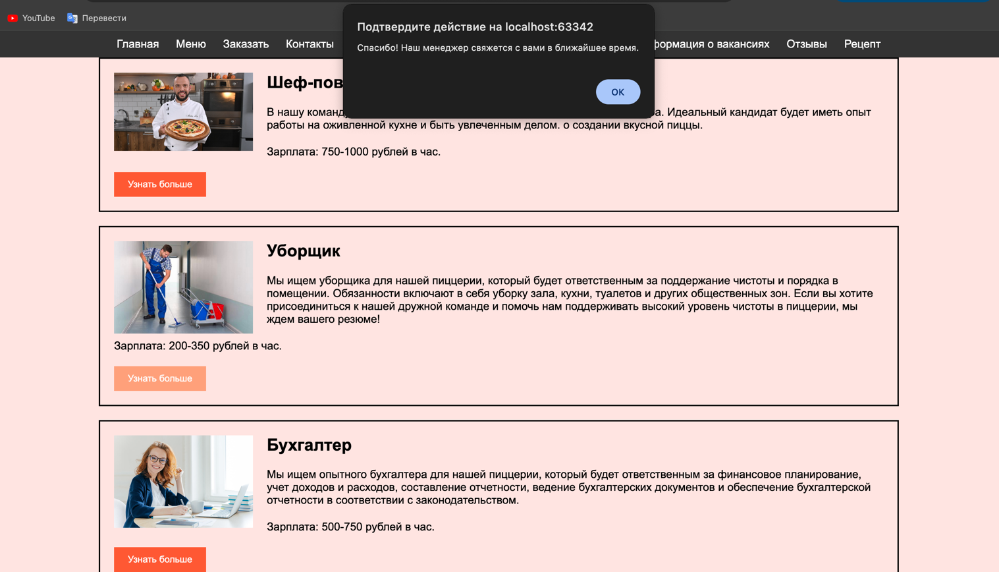 YouTube
Перевести
Подтвердите действие на localhost:63342
Спасибо! Наш менеджер свяжется с вами в ближайшее время.
OK
Главная Меню Заказать Контакты формация о вакансиях Отзывы Рецепт
Шеф-пов
В нашу команду ра. Идеальный кандидат будет иметь опыт
работы на оживленной кухне и быть увлеченным делом. о создании вкусной пиццы.
Зарплата: 750-1000 рублей в час.
Узнать больше
Уборщик
Мы ищем уборщика для нашей пиццерии, который будет ответственным за поддержание чистоты и порядка в
помещении. Обязанности включают в себя уборку зала, кухни, туалетов и других общественных зон. Если вы хотите
присоединиться к нашей дружной команде и помочь нам поддерживать высокий уровень чистоты в пиццерии, мы
ждем вашего резюме!
Зарплата: 200-350 рублей в час.
Узнать больше
Бухгалтер
Мы ищем опытного бухгалтера для нашей пиццерии, который будет ответственным за финансовое планирование,
учет доходов и расходов, составление отчетности, ведение бухгалтерских документов и обеспечение бухгалтерской
отчетности в соответствии с законодательством.
Зарплата: 500-750 рублей в час.
Узнать больше